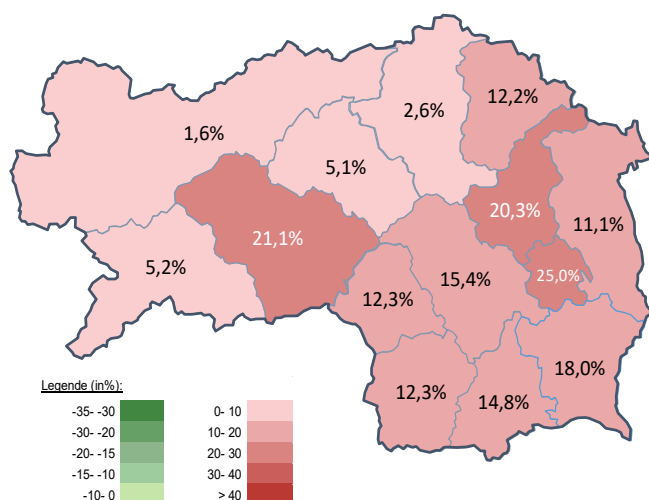 2,6%
12,2%
1,6%
5,1%
20,3%
11,1%
21,1%
5,2%
15,4%
25,0%
12,3%
18,0%
12,3%
14,8%
Legende (in%):
-35- -30 0- 10
-30- -20 10- 20
-20- -15 20- 30
-15- -10 30- 40
-10- 0 > 40